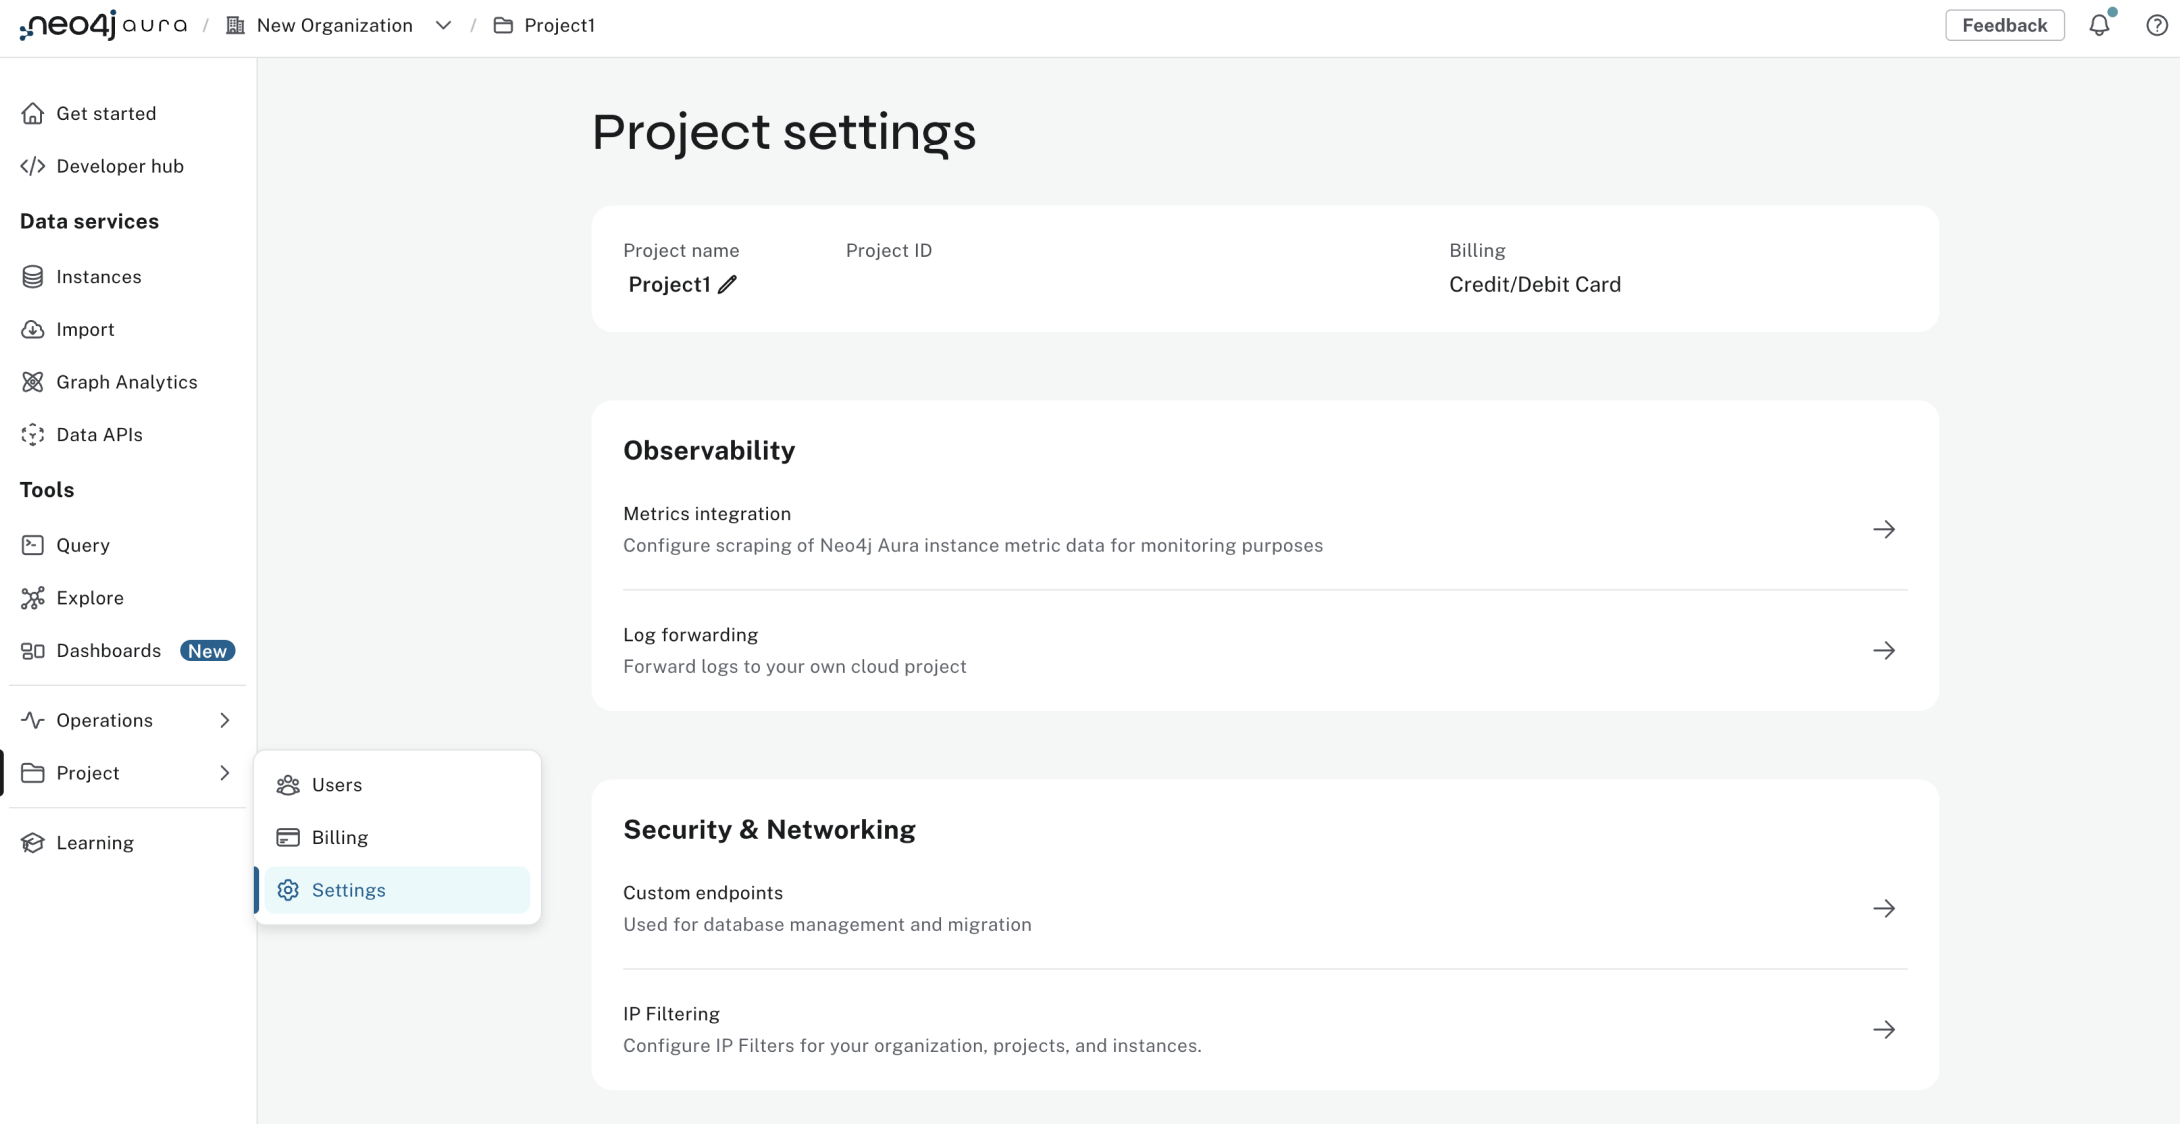 neo4j aura / New Organization / Project1
Feedback
Get started
Developer hub
Data services
Instances
Import
Graph Analytics
Data APIs
Tools
Query
Explore
Dashboards New
Operations
Project
Learning
Users
Billing
Settings
Project settings
Project name Project ID Billing
Project1 Credit/Debit Card
Observability
Metrics integration
Configure scraping of Neo4j Aura instance metric data for monitoring purposes
Log forwarding
Forward logs to your own cloud project
Security & Networking
Custom endpoints
Used for database management and migration
IP Filtering
Configure IP Filters for your organization, projects, and instances.